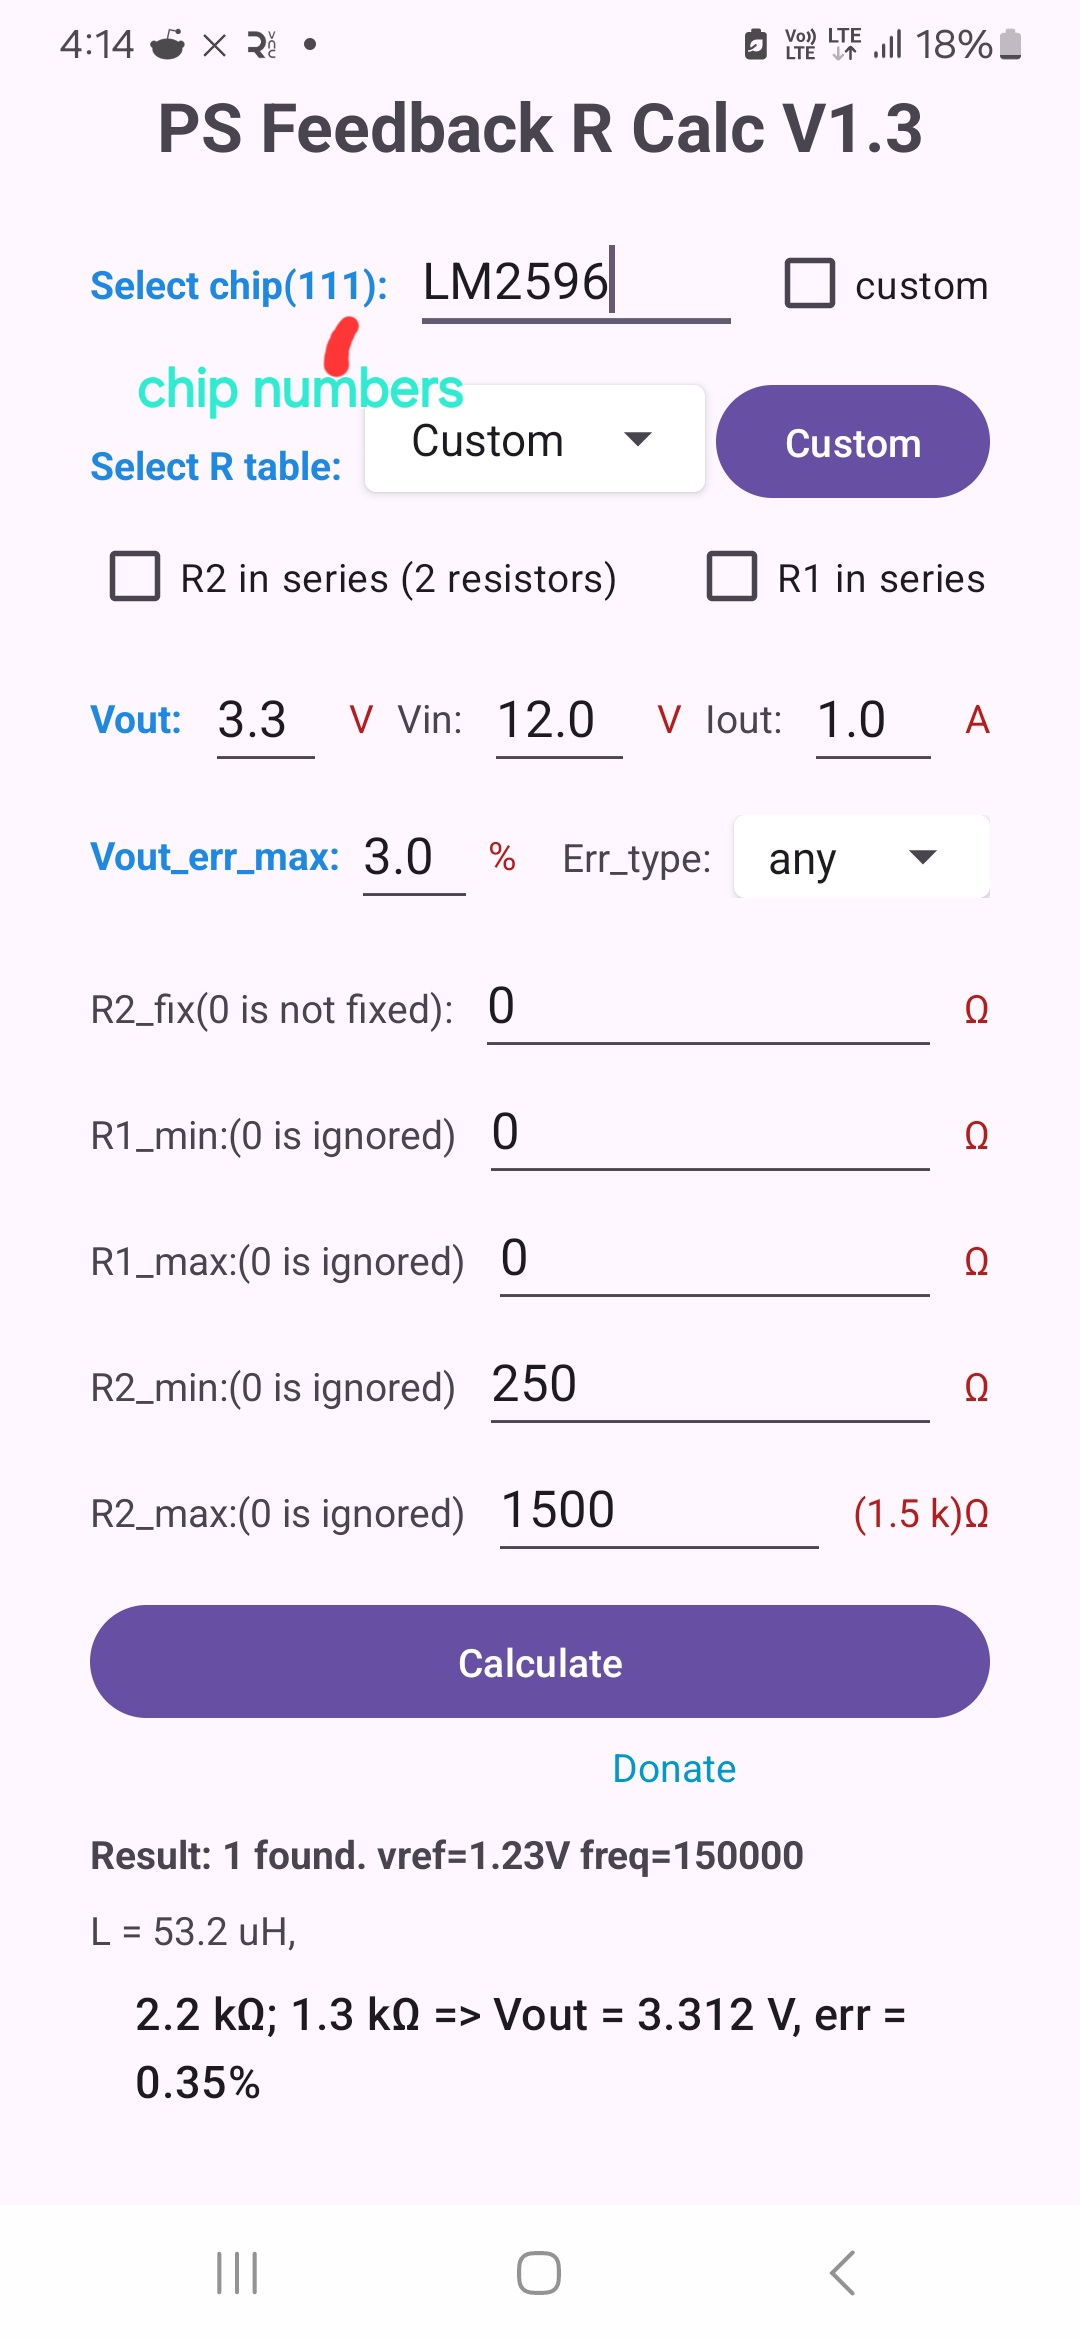 4:14 Vo)) LTE LTE 18%
PS Feedback R Calc V1.3
Select chip(111): LM2596 custom
chip numbers
Select R table: Custom Custom
R2 in series (2 resistors) R1 in series
Vout: 3.3 V Vin: 12.0 V Iout: 1.0 A
Vout_err_max: 3.0 % Err_type: any
R2_fix(0 is not fixed): 0 Ω
R1_min:(0 is ignored) 0 Ω
R1_max:(0 is ignored) 0 Ω
R2_min:(0 is ignored) 250 Ω
R2_max:(0 is ignored) 1500 (1.5 k)Ω
Calculate
Donate
Result: 1 found. vref=1.23V freq=150000
L = 53.2 uH,
2.2 kΩ; 1.3 kΩ => Vout = 3.312 V, err =
0.35%